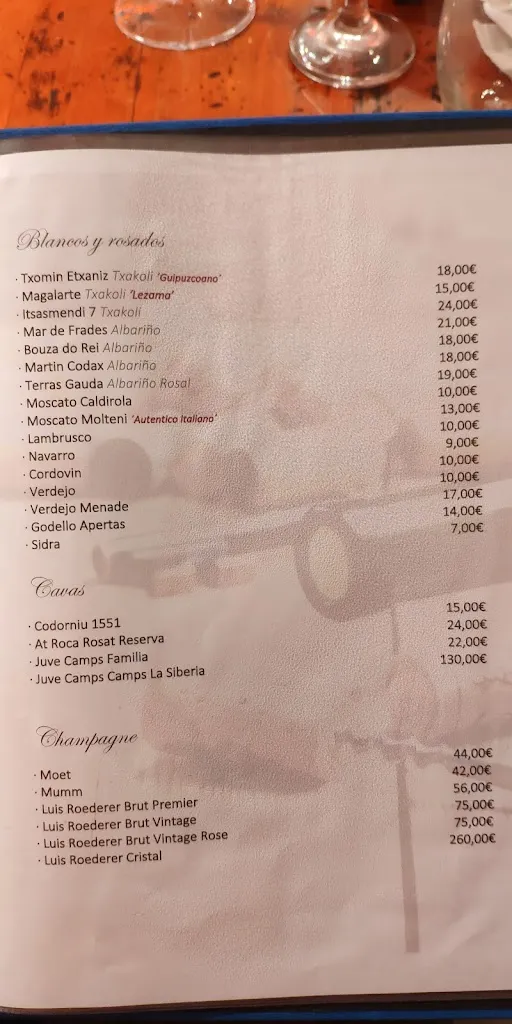 Blancos y rosados
· Txomin Etxaniz Txakoli 'Guipuzcoano' 18,00€
· Magalarte Txakoli 'Lezama' 15,00€
· Itsasmendi 7 Txakoli 24,00€
· Mar de Frades Albariño 21,00€
· Bouza do Rei Albariño 18,00€
· Martin Codax Albariño 18,00€
· Terras Gauda Albariño Rosal 19,00€
· Moscato Caldirola 10,00€
· Moscato Molteni 'Autentico Italiano' 13,00€
· Lambrusco 10,00€
· Navarro 9,00€
· Cordovin 10,00€
· Verdejo 10,00€
· Verdejo Menade 17,00€
· Godello Apertas 14,00€
· Sidra 7,00€
Cavas
· Codorniu 1551 15,00€
· At Roca Rosat Reserva 24,00€
· Juve Camps Familia 22,00€
· Juve Camps Camps La Siberia 130,00€
Champagne
· Moet 44,00€
· Mumm 42,00€
· Luis Roederer Brut Premier 56,00€
· Luis Roederer Brut Vintage 75,00€
· Luis Roederer Brut Vintage Rose 75,00€
· Luis Roederer Cristal 260,00€